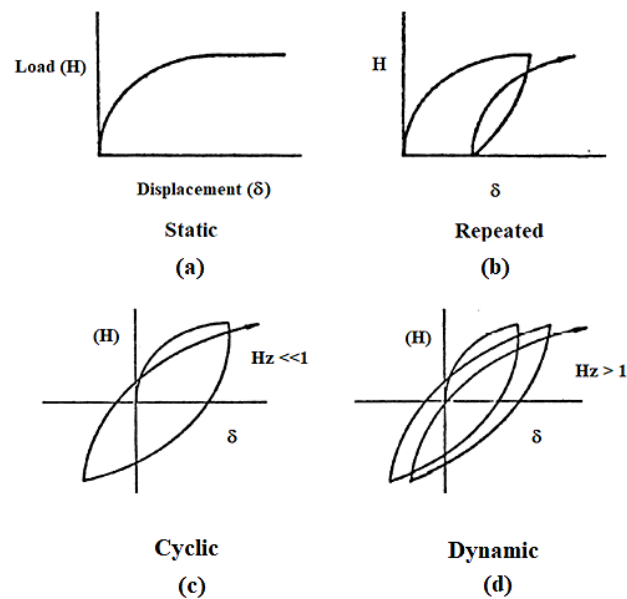 Load (H)
Displacement (δ)
Static
(a)
H
δ
Repeated
(b)
(H)
Hz <<1
δ
Cyclic
(c)
(H)
Hz > 1
δ
Dynamic
(d)